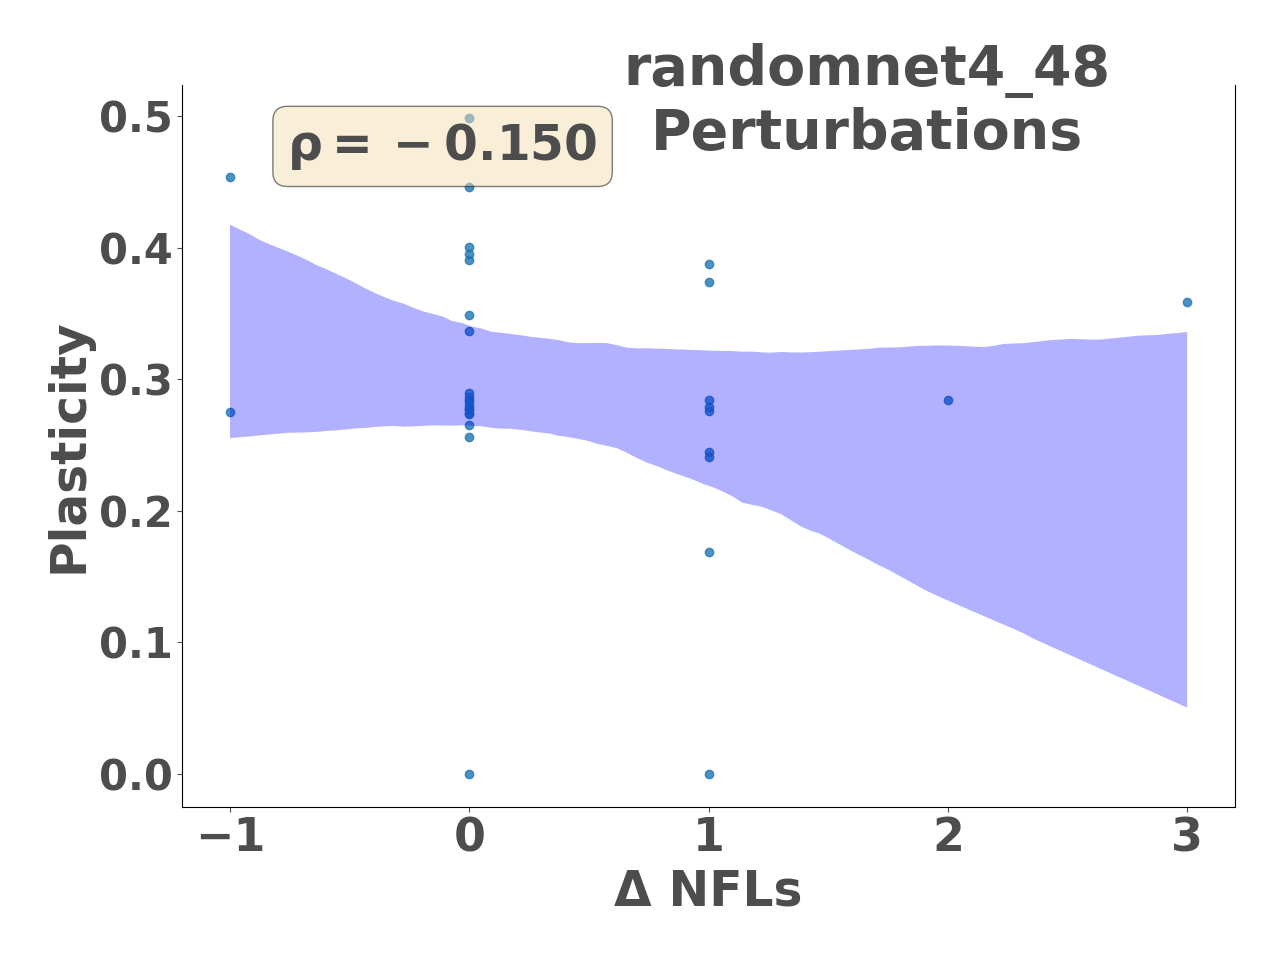 randomnet4_48
Perturbations
ρ = − 0.150
0.5
0.4
0.3
0.2
0.1
0.0
Plasticity
−1 0 1 2 3
Δ NFLs